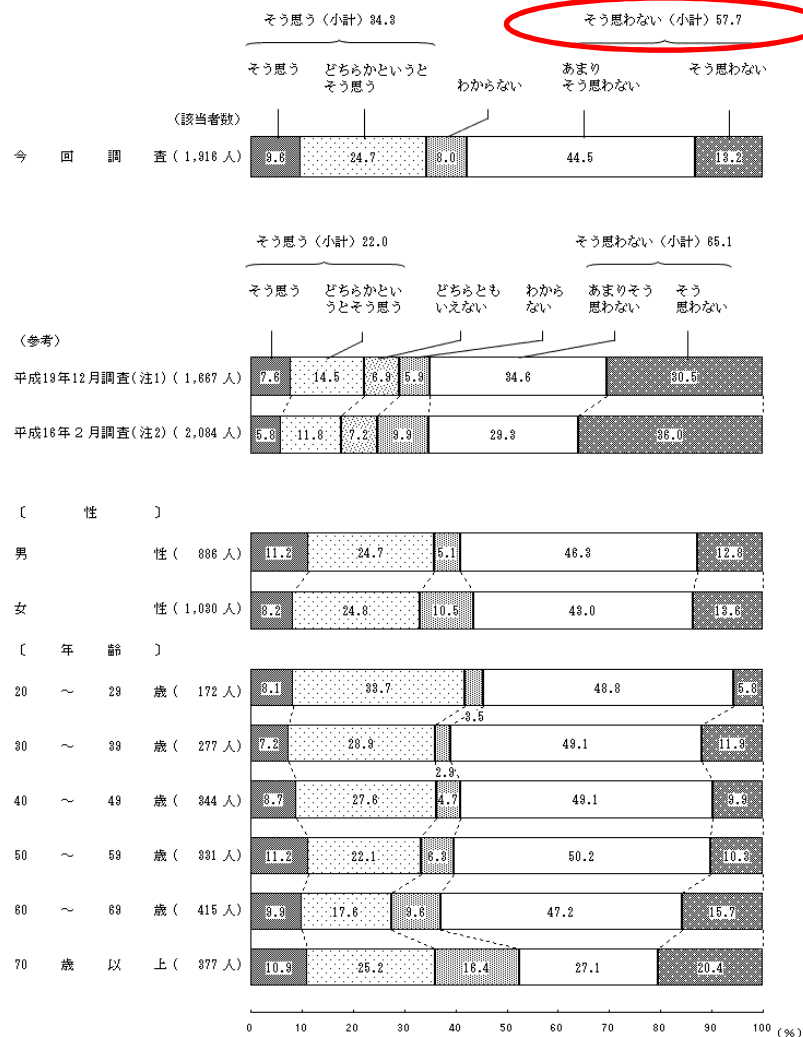 そう思う（小計）34.3 そう思わない（小計）57.7
そう思う どちらかというと そう思う わからない あまり そう思わない そう思わない
（該当者数）
今回調査（1,916人） 9.6 24.7 8.0 44.5 13.2
そう思う（小計）22.0 そう思わない（小計）65.1
そう思う どちらかとい うとそう思う どちらとも いえない わから ない あまりそう 思わない そう 思わない
（参考）
平成19年12月調査(注1)（1,667人） 7.6 14.5 6.9 5.9 34.6 30.5
平成16年2月調査(注2)（2,084人） 5.8 11.8 7.2 9.9 29.3 36.0
〔性〕
男性（886人） 11.2 24.7 5.1 46.3 12.8
女性（1,030人） 8.2 24.8 10.5 43.0 13.6
〔年齢〕
20～29歳（172人） 8.1 33.7 3.5 48.8 5.8
30～39歳（277人） 7.2 28.9 2.9 49.1 11.9
40～49歳（344人） 8.7 27.6 4.7 49.1 9.9
50～59歳（331人） 11.2 22.1 6.3 50.2 10.3
60～69歳（415人） 9.9 17.6 9.6 47.2 15.7
70歳以上（377人） 10.9 25.2 16.4 27.1 20.4
0 10 20 30 40 50 60 70 80 90 100 (%)